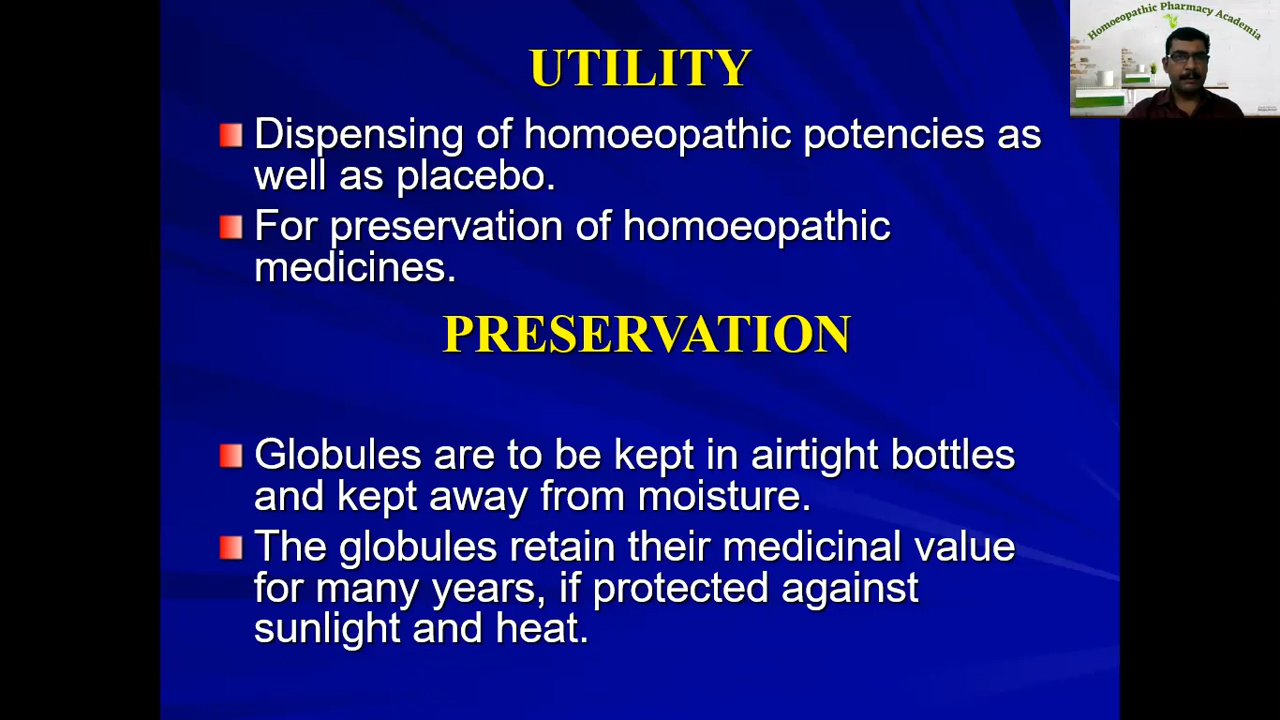 Homoeopathic Pharmacy Academia
UTILITY
Dispensing of homoeopathic potencies as
well as placebo.
For preservation of homoeopathic
medicines.
PRESERVATION
Globules are to be kept in airtight bottles
and kept away from moisture.
The globules retain their medicinal value
for many years, if protected against
sunlight and heat.